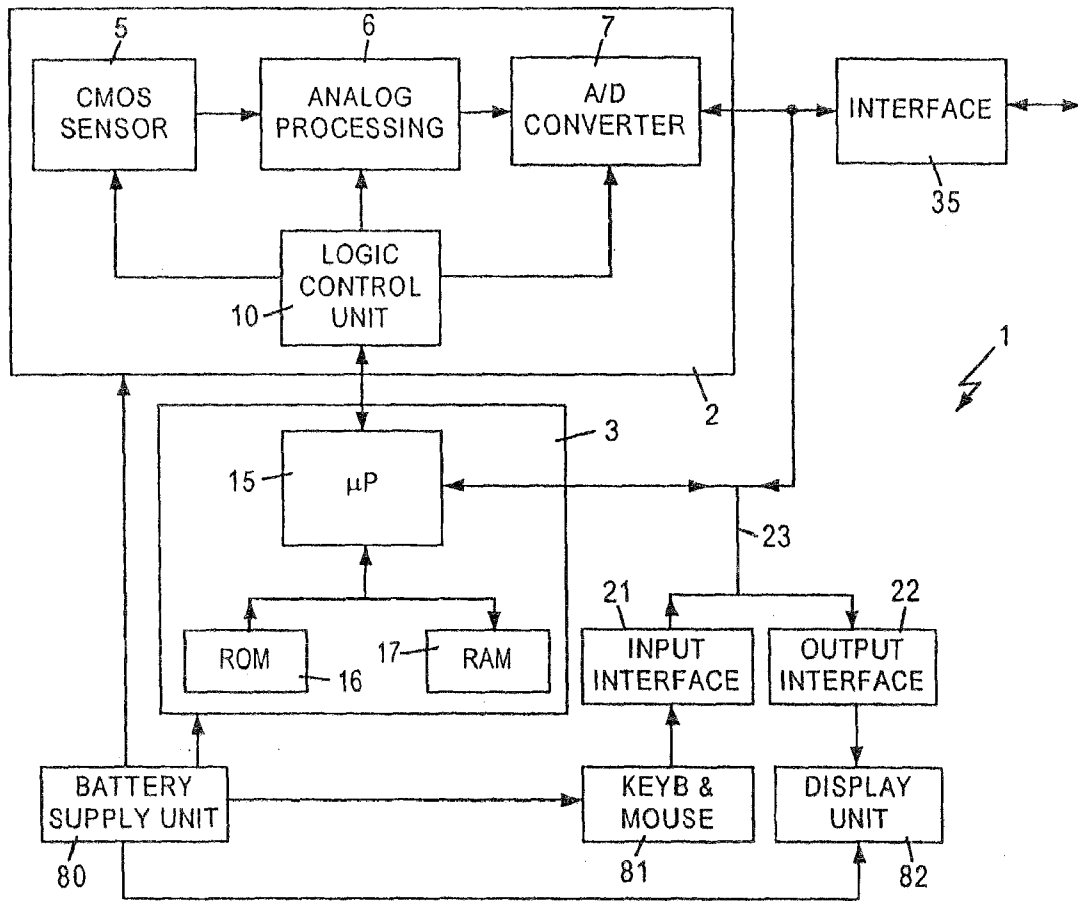 5
6
7
CMOS
SENSOR
ANALOG
PROCESSING
A/D
CONVERTER
INTERFACE
35
LOGIC
CONTROL
UNIT
10
1
2
3
15
µP
23
21
22
ROM
16
17
RAM
INPUT
INTERFACE
OUTPUT
INTERFACE
BATTERY
SUPPLY UNIT
80
KEYB &
MOUSE
81
DISPLAY
UNIT
82